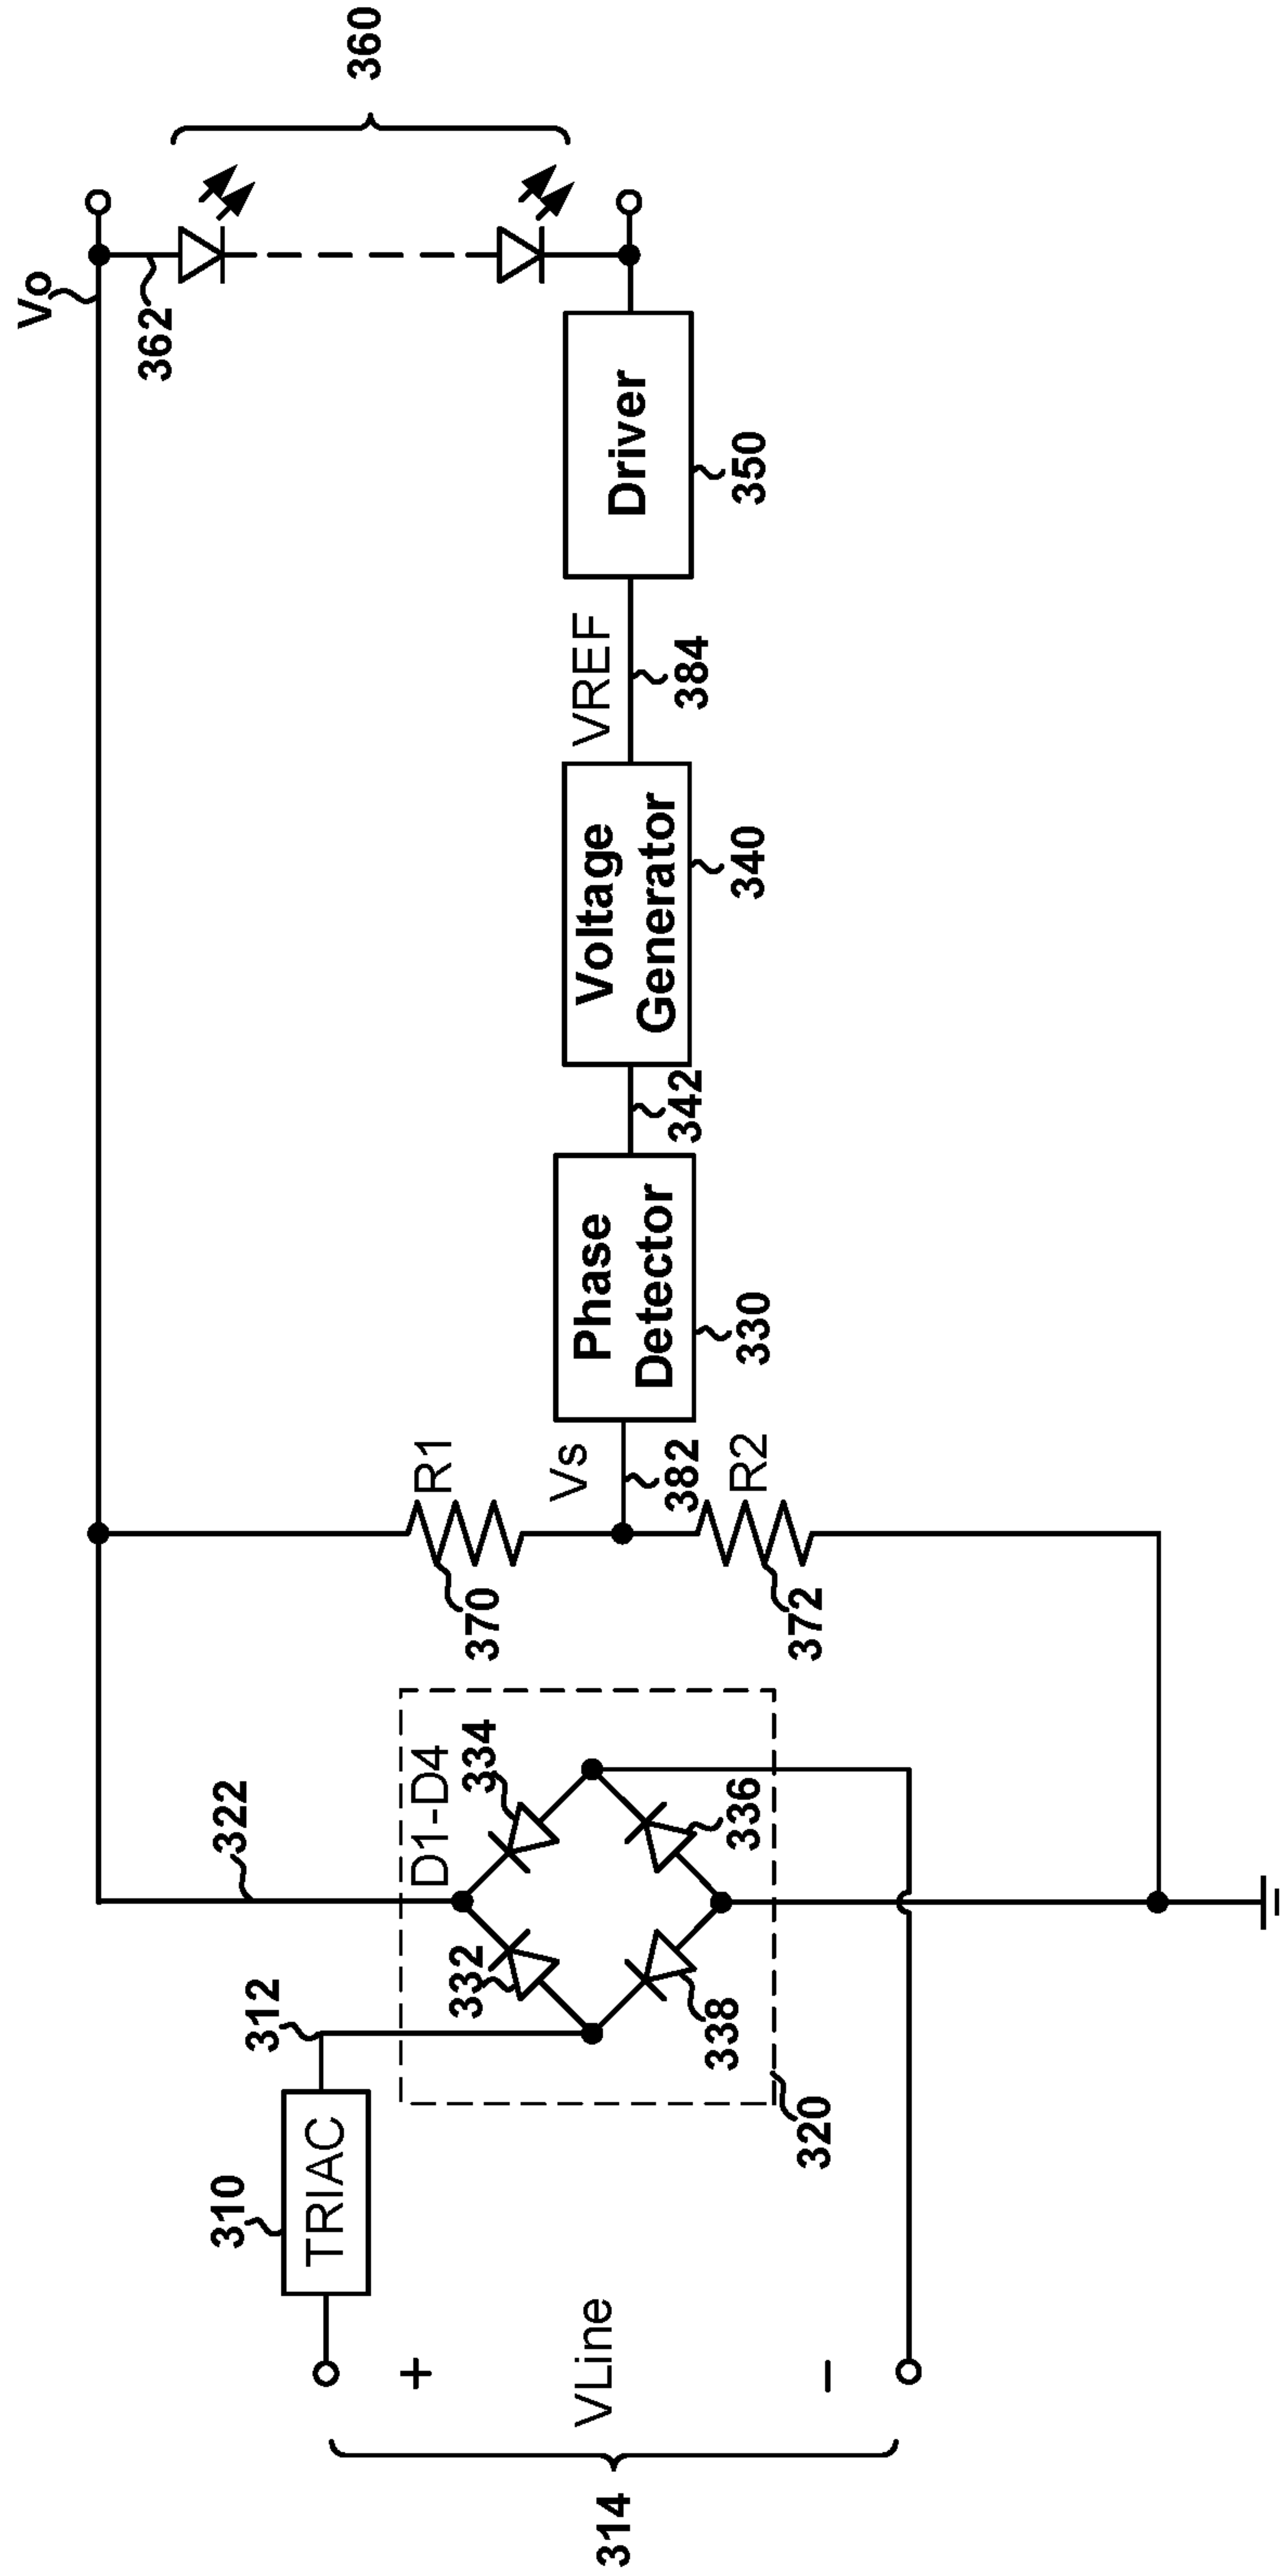 314
VLine
+
−
310
TRIAC
312
320
332
338
322
D1-D4
334
336
370
R1
372
R2
Vs
382
Phase
Detector
330
342
Voltage
Generator
340
VREF
384
Driver
350
Vo
362
360